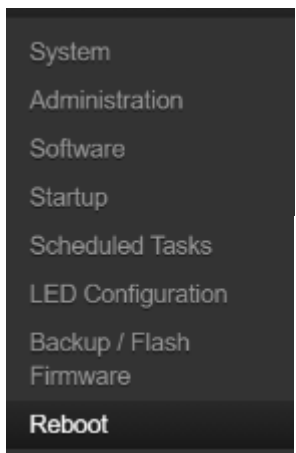 System
Administration
Software
Startup
Scheduled Tasks
LED Configuration
Backup / Flash
Firmware
Reboot